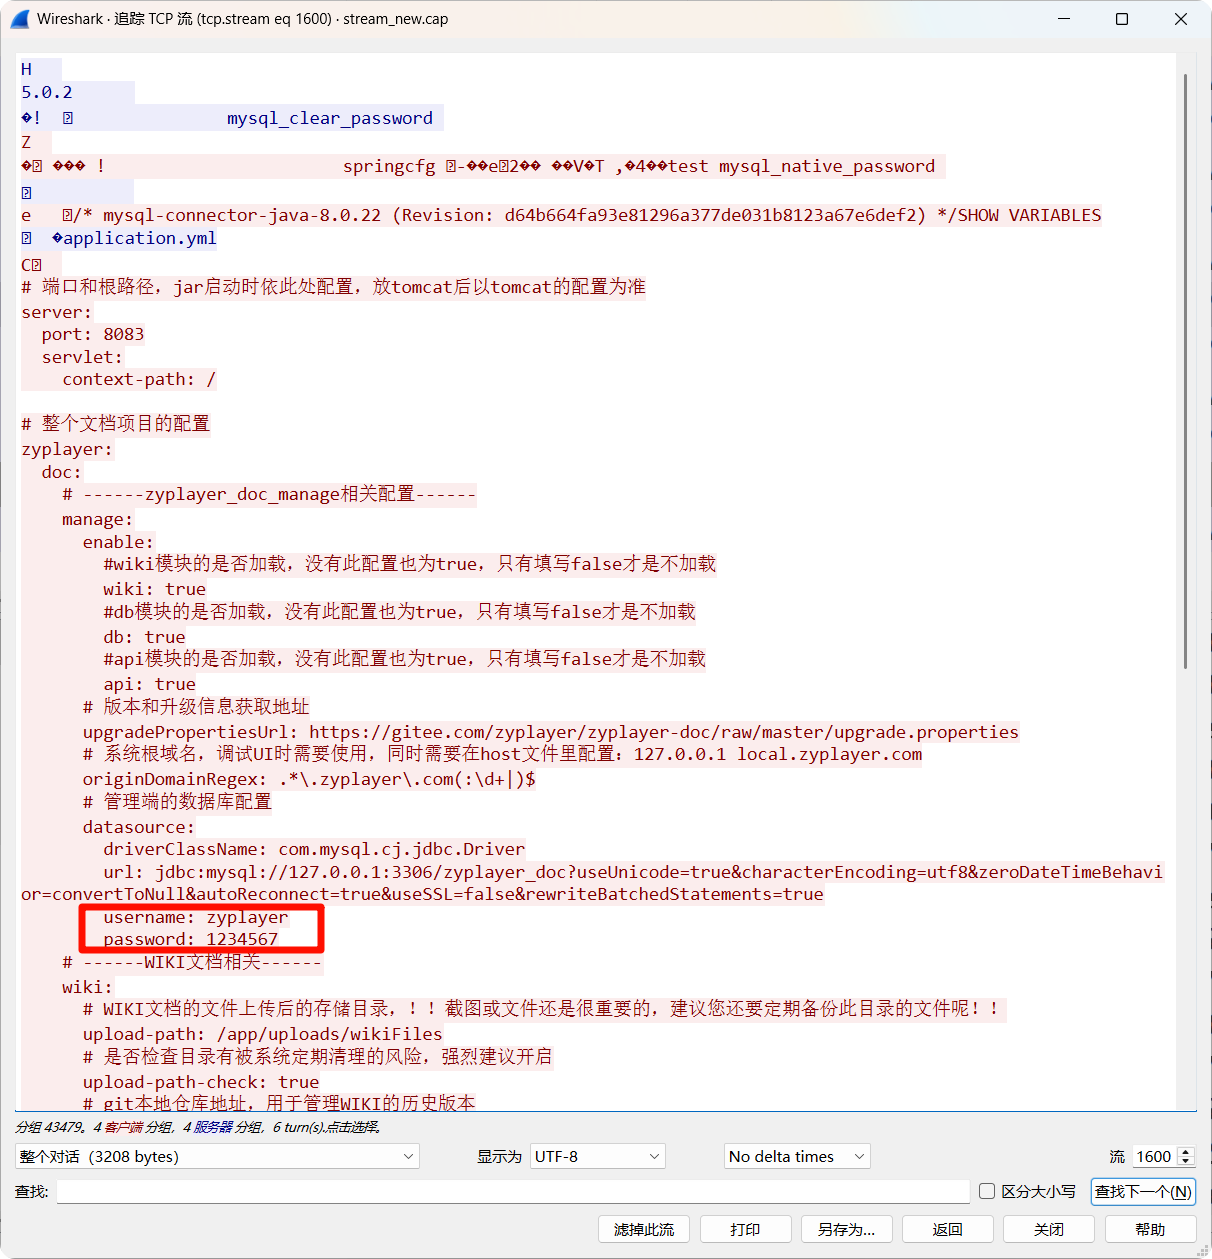 Wireshark · 追踪 TCP 流 (tcp.stream eq 1600) · stream_new.cap
H
5.0.2
�! mysql_clear_password
Z
� ��� ! springcfg -��e2�� ��V�T ,�4��test mysql_native_password
e /* mysql-connector-java-8.0.22 (Revision: d64b664fa93e81296a377de031b8123a67e6def2) */SHOW VARIABLES
�application.yml
C
# 端口和根路径，jar启动时依此处配置，放tomcat后以tomcat的配置为准
server:
port: 8083
servlet:
context-path: /
# 整个文档项目的配置
zyplayer:
doc:
# ------zyplayer_doc_manage相关配置------
manage:
enable:
#wiki模块的是否加载，没有此配置也为true，只有填写false才是不加载
wiki: true
#db模块的是否加载，没有此配置也为true，只有填写false才是不加载
db: true
#api模块的是否加载，没有此配置也为true，只有填写false才是不加载
api: true
# 版本和升级信息获取地址
upgradePropertiesUrl: https://gitee.com/zyplayer/zyplayer-doc/raw/master/upgrade.properties
# 系统根域名，调试UI时需要使用，同时需要在host文件里配置：127.0.0.1 local.zyplayer.com
originDomainRegex: .*\.zyplayer\.com(:\d+|)$
# 管理端的数据库配置
datasource:
driverClassName: com.mysql.cj.jdbc.Driver
url: jdbc:mysql://127.0.0.1:3306/zyplayer_doc?useUnicode=true&characterEncoding=utf8&zeroDateTimeBehavi
or=convertToNull&autoReconnect=true&useSSL=false&rewriteBatchedStatements=true
username: zyplayer
password: 1234567
# ------WIKI文档相关------
wiki:
# WIKI文档的文件上传后的存储目录，！！截图或文件还是很重要的，建议您还要定期备份此目录的文件呢！！
upload-path: /app/uploads/wikiFiles
# 是否检查目录有被系统定期清理的风险，强烈建议开启
upload-path-check: true
# git本地仓库地址，用于管理WIKI的历史版本
分组 43479。4 客户端 分组，4 服务器 分组，6 turn(s).点击选择。
整个对话（3208 bytes） 显示为 UTF-8 No delta times 流 1600
查找: 区分大小写 查找下一个(N)
滤掉此流 打印 另存为... 返回 关闭 帮助